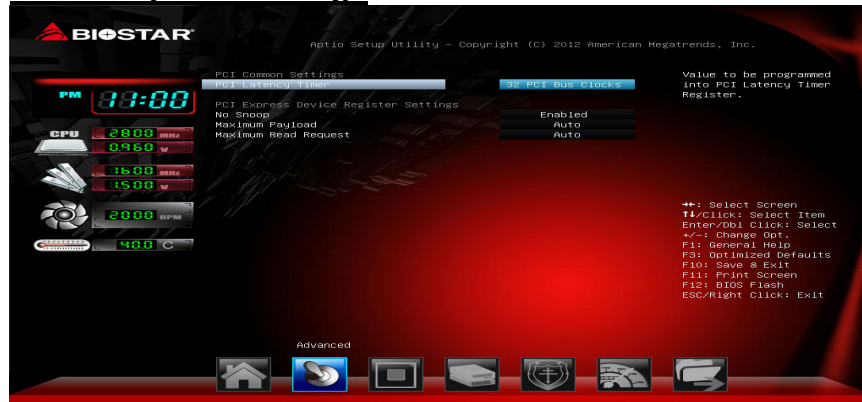 BIOSTAR
Aptio Setup Utility - Copyright (C) 2012 American Megatrends, Inc.
PCI Common Settings
PCI Latency Timer 32 PCI Bus Clocks
PCI Express Device Register Settings
No Snoop Enabled
Maximum Payload Auto
Maximum Read Request Auto
Value to be programmed
into PCI Latency Timer
Register.
PM 11:00
CPU 2800 MHz
0.960 V
1600 MHz
1.500 V
2000 RPM
40.0 C
→←: Select Screen
↑↓/Click: Select Item
Enter/Dbl Click: Select
+/-: Change Opt.
F1: General Help
F3: Optimized Defaults
F10: Save & Exit
F11: Print Screen
F12: BIOS Flash
ESC/Right Click: Exit
Advanced